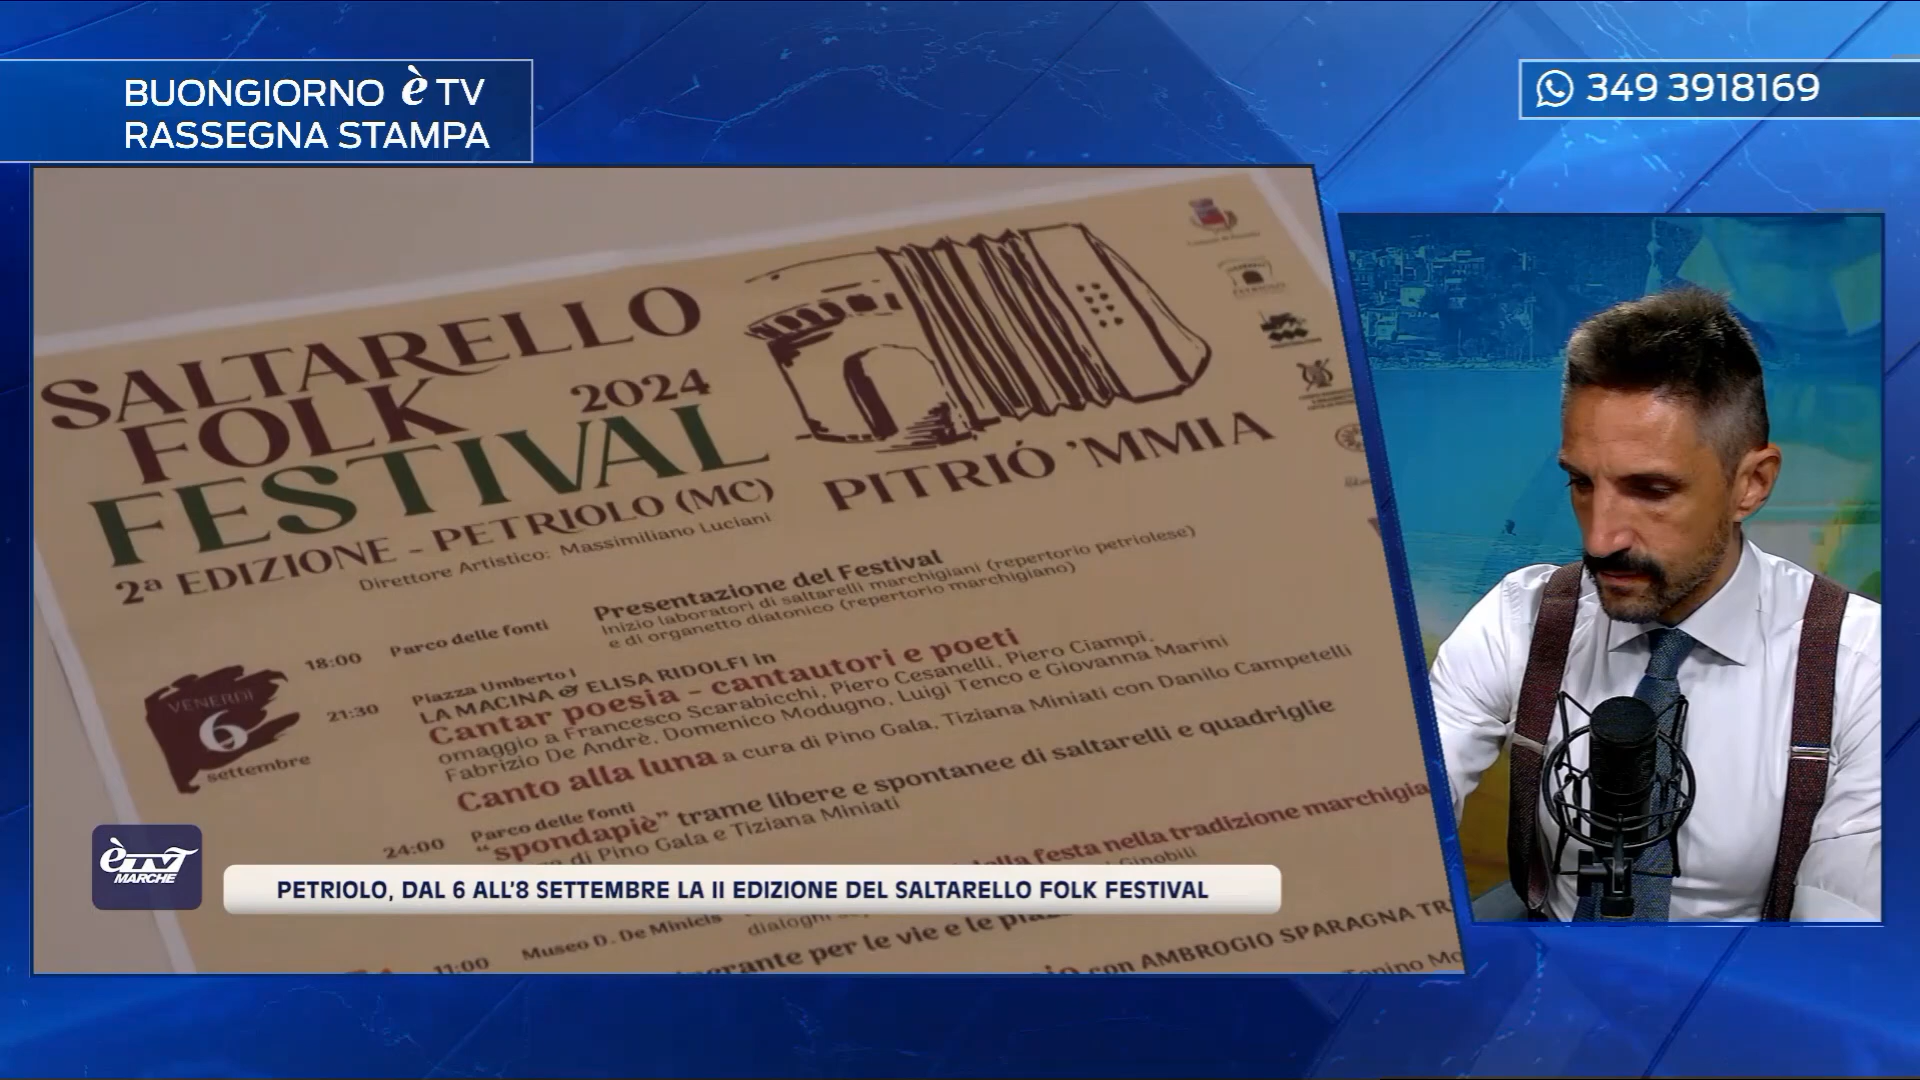 BUONGIORNO è TV
RASSEGNA STAMPA
349 3918169
SALTARELLO
FOLK 2024
FESTIVAL
2ª EDIZIONE - PETRIOLO (MC)
Direttore Artistico: Massimiliano Luciani
PITRIÓ 'MMIA
VENERDÌ
6
settembre
18:00 Parco delle fonti
Presentazione del Festival
Inizio laboratori di saltarelli marchigiani (repertorio petriolese)
e di organetto diatonico (repertorio marchigiano)
21:30 Piazza Umberto I
LA MACINA & ELISA RIDOLFI in
Cantar poesia - cantautori e poeti
omaggio a Francesco Scarabicchi, Piero Cesanelli, Piero Ciampi,
Fabrizio De Andrè, Domenico Modugno, Luigi Tenco e Giovanna Marini
Canto alla luna a cura di Pino Gala, Tiziana Miniati con Danilo Campetelli
24:00 Parco delle fonti
"spondapiè" trame libere e spontanee di saltarelli e quadriglie
di Pino Gala e Tiziana Miniati
della festa nella tradizione marchigia
Ginobili
èTV
MARCHE
PETRIOLO, DAL 6 ALL'8 SETTEMBRE LA II EDIZIONE DEL SALTARELLO FOLK FESTIVAL
11:00 Museo D. De Minicis
dialoghi
per le vie e le
con AMBROGIO SPARAGNA